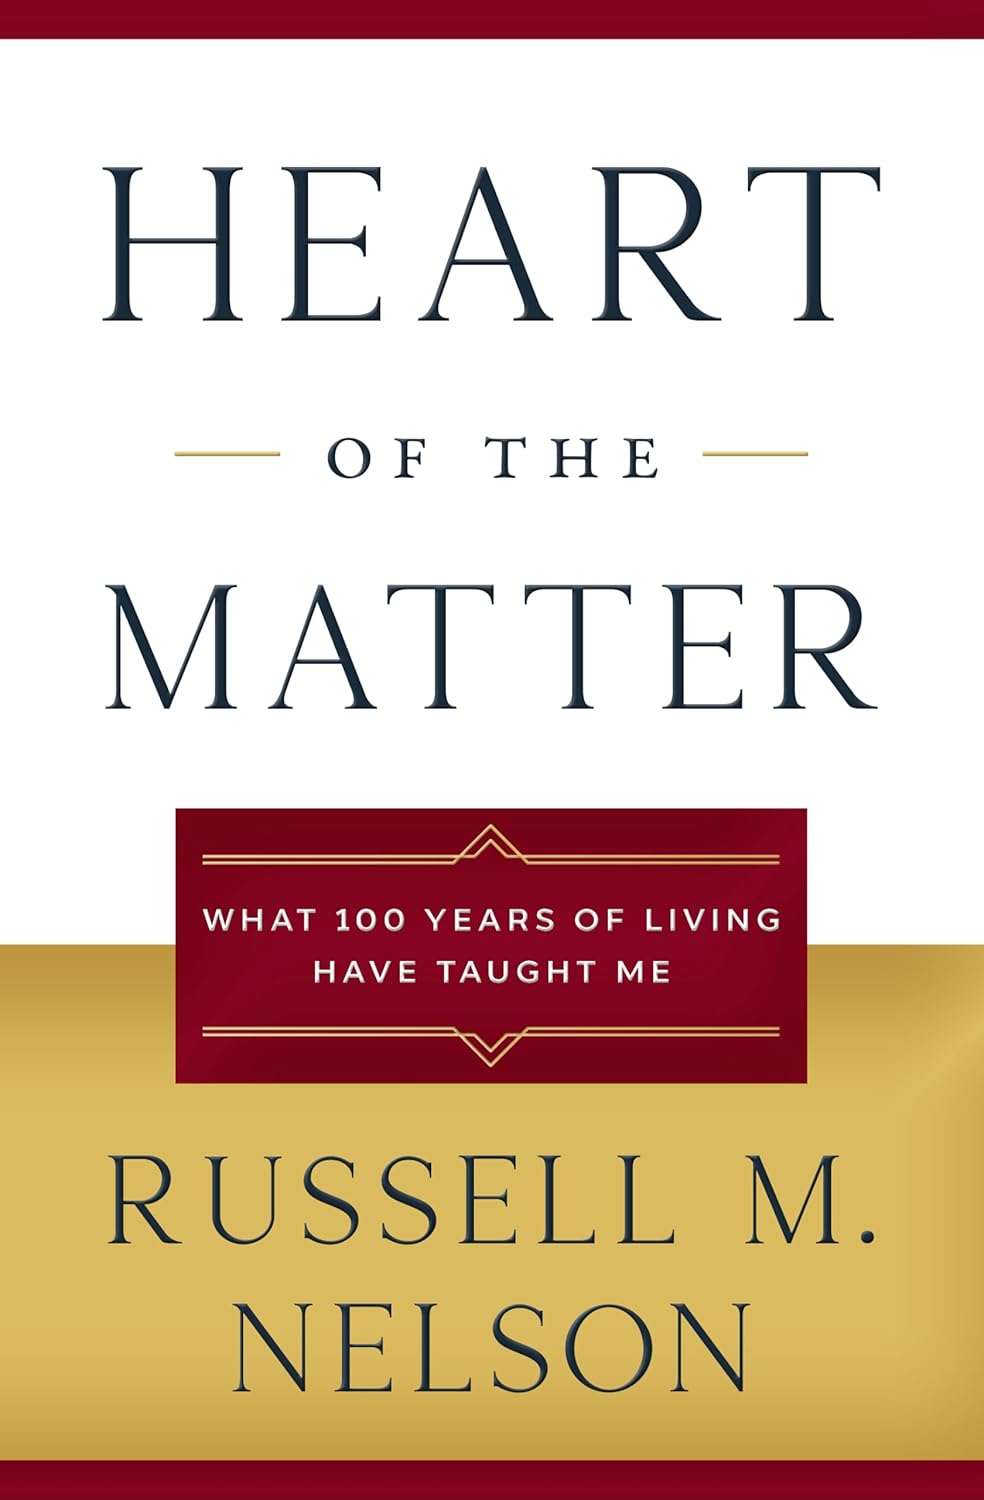 HEART
OF THE
MATTER
WHAT 100 YEARS OF LIVING
HAVE TAUGHT ME
RUSSELL M.
NELSON